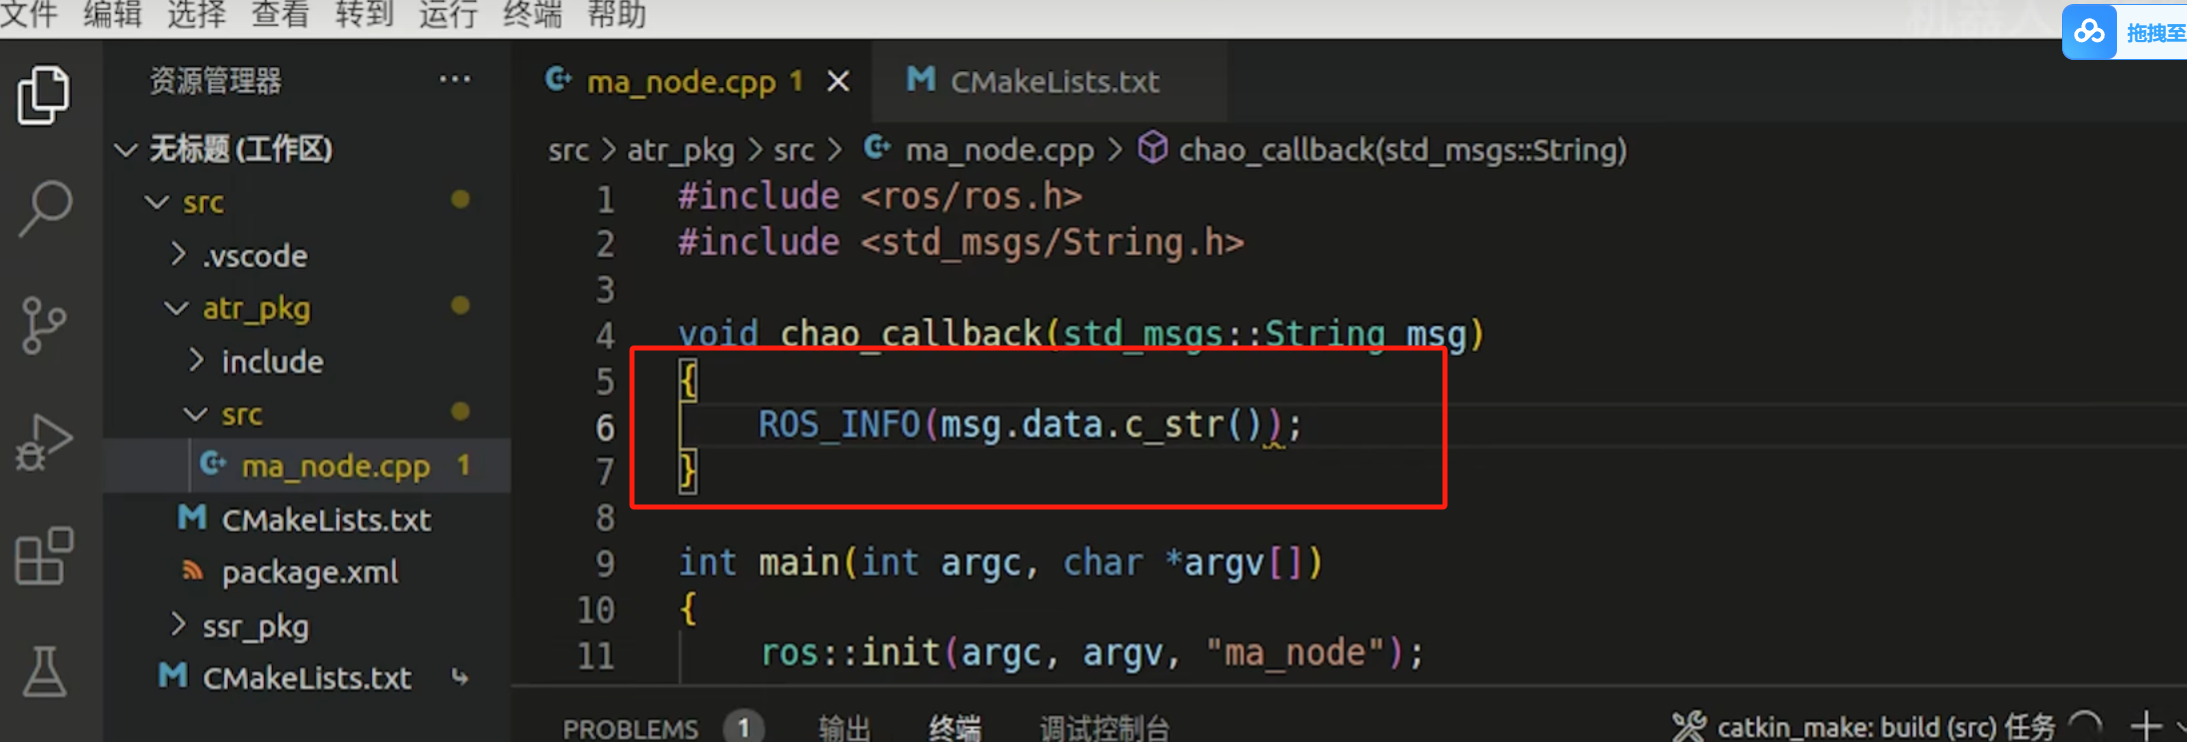 文件 编辑 选择 查看 转到 运行 终端 帮助
拖拽至
资源管理器 ···
ma_node.cpp 1 × CMakeLists.txt
无标题 (工作区)
src > atr_pkg > src > ma_node.cpp > chao_callback(std_msgs::String)
src
.vscode
atr_pkg
include
src
ma_node.cpp 1
CMakeLists.txt
package.xml
ssr_pkg
CMakeLists.txt
1 #include <ros/ros.h>
2 #include <std_msgs/String.h>
3
4 void chao_callback(std_msgs::String msg)
5 {
6 ROS_INFO(msg.data.c_str());
7 }
8
9 int main(int argc, char *argv[])
10 {
11 ros::init(argc, argv, "ma_node");
PROBLEMS 1 输出 终端 调试控制台 catkin_make: build (src) 任务